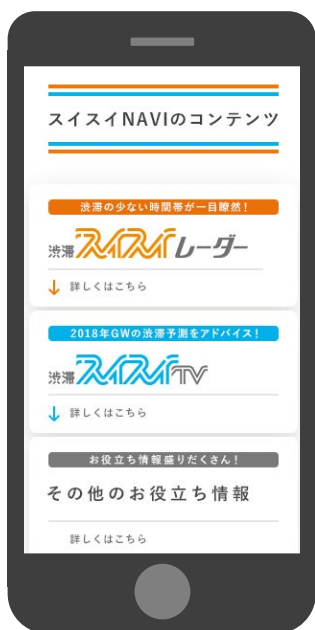 スイスイNAVIのコンテンツ
渋滞の少ない時間帯が一目瞭然！
渋滞スイスイレーダー
詳しくはこちら
2018年GWの渋滞予測をアドバイス！
渋滞スイスイTV
詳しくはこちら
お役立ち情報盛りだくさん！
その他のお役立ち情報
詳しくはこちら